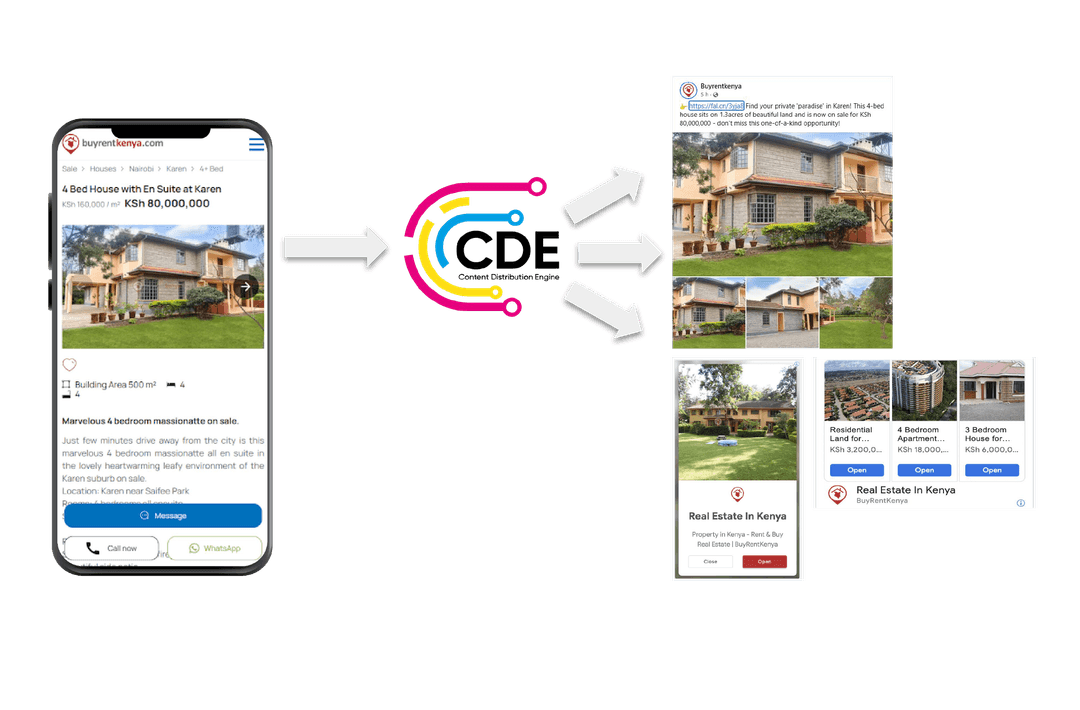 buyrentkenya.com
Sale > Houses > Nairobi > Karen > 4+ Bed
4 Bed House with En Suite at Karen
KSh 160,000 / m² KSh 80,000,000
Building Area 500 m² 4
4
Marvelous 4 bedroom massionatte on sale.
Just few minutes drive away from the city is this
marvelous 4 bedroom massionatte all en suite in
the lovely heartwarming leafy environment of the
Karen suburb on sale.
Location: Karen near Saifee Park
Message
Call now
WhatsApp
CDE
Content Distribution Engine
Buyrentkenya
5 h
https://fal.cr/3yja8 Find your private 'paradise' in Karen! This 4-bed
house sits on 1.3acres of beautiful land and is now on sale for KSh
80,000,000 - don't miss this one-of-a-kind opportunity!
Real Estate In Kenya
Property in Kenya - Rent & Buy
Real Estate | BuyRentKenya
Close
Open
Residential
Land for...
KSh 3,200,0...
Open
4 Bedroom
Apartment...
KSh 18,000,...
Open
3 Bedroom
House for...
KSh 6,000,0...
Open
Real Estate In Kenya
BuyRentKenya